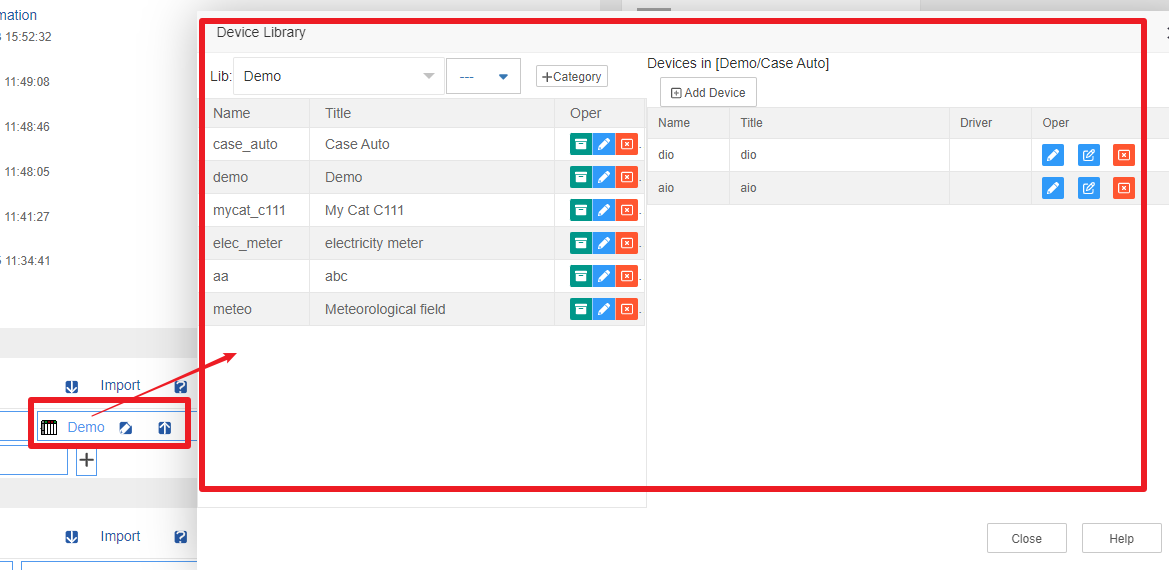 mation
15:52:32
11:49:08
11:48:46
11:48:05
11:41:27
11:34:41
Import
Demo
Import
Device Library
Lib: Demo --- +Category
Name Title Oper
case_auto Case Auto
demo Demo
mycat_c111 My Cat C111
elec_meter electricity meter
aa abc
meteo Meteorological field
Devices in [Demo/Case Auto]
Add Device
Name Title Driver Oper
dio dio
aio aio
Close Help